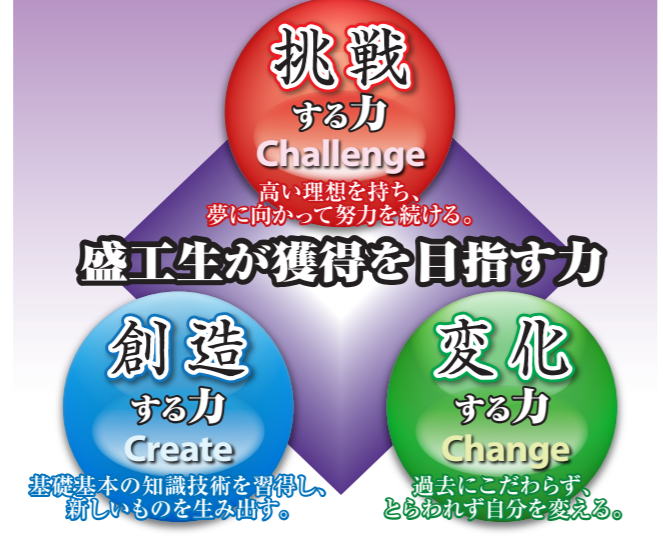 挑戦
する力
Challenge
高い理想を持ち、
夢に向かって努力を続ける。
盛工生が獲得を目指す力
創造
する力
Create
基礎基本の知識技術を習得し、
新しいものを生み出す。
変化
する力
Change
過去にこだわらず、
とらわれず自分を変える。